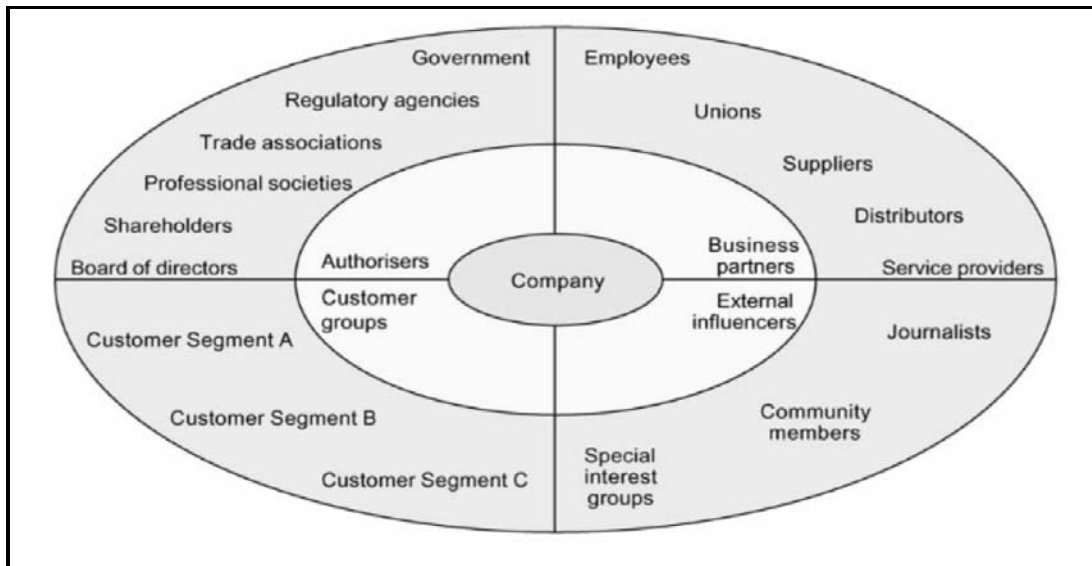 Government
Employees
Regulatory agencies
Unions
Trade associations
Suppliers
Professional societies
Distributors
Shareholders
Board of directors
Authorisers
Business
partners
Service providers
Company
Customer
groups
External
influencers
Journalists
Customer Segment A
Customer Segment B
Community
members
Customer Segment C
Special
interest
groups